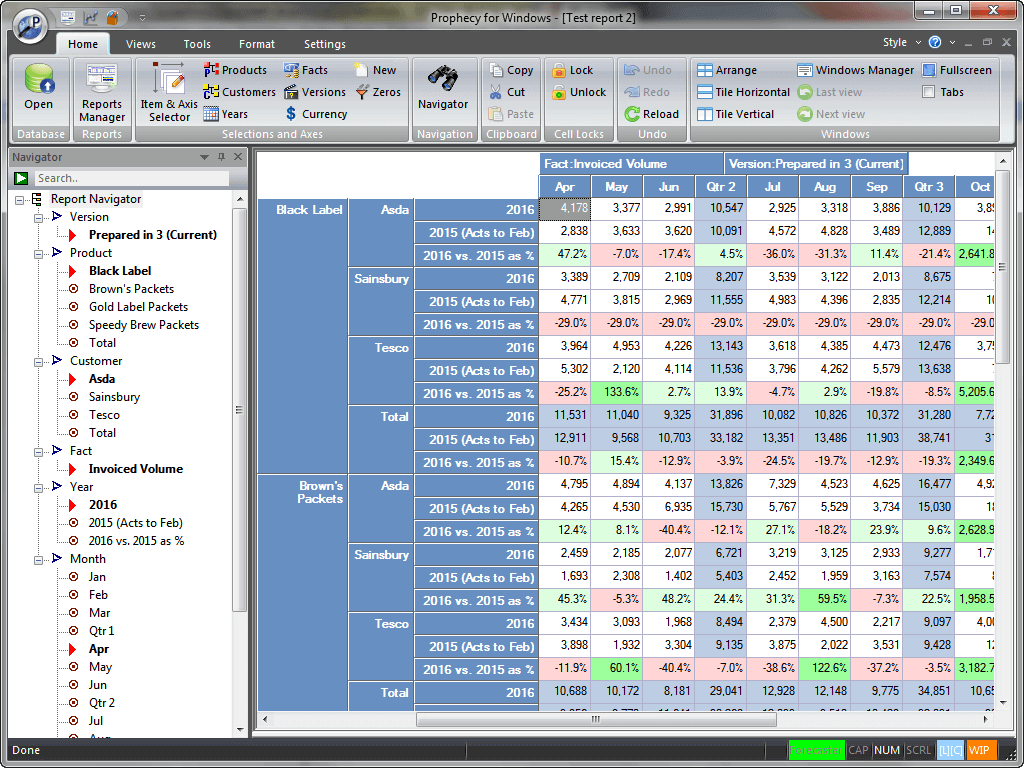 Prophecy for Windows - [Test report 2]
Home Views Tools Format Settings Style
Open
Database
Reports Manager
Reports
Item & Axis Selector
Products Facts New
Customers Versions Zeros
Years Currency
Selections and Axes
Navigator
Navigation
Copy
Cut
Paste
Clipboard
Lock
Unlock
Cell Locks
Undo
Redo
Reload
Undo
Arrange Windows Manager Fullscreen
Tile Horizontal Last view Tabs
Tile Vertical Next view
Windows
Navigator
Search..
Report Navigator
Version
Prepared in 3 (Current)
Product
Black Label
Brown's Packets
Gold Label Packets
Speedy Brew Packets
Total
Customer
Asda
Sainsbury
Tesco
Total
Fact
Invoiced Volume
Year
2016
2015 (Acts to Feb)
2016 vs. 2015 as %
Month
Jan
Feb
Mar
Qtr 1
Apr
May
Jun
Qtr 2
Jul
Fact:Invoiced Volume Version:Prepared in 3 (Current)
Apr May Jun Qtr 2 Jul Aug Sep Qtr 3 Oct
Black Label Asda 2016 4,178 3,377 2,991 10,547 2,925 3,318 3,886 10,129
2015 (Acts to Feb) 2,838 3,633 3,620 10,091 4,572 4,828 3,489 12,889
2016 vs. 2015 as % 47.2% -7.0% -17.4% 4.5% -36.0% -31.3% 11.4% -21.4% 2,641.8
Sainsbury 2016 3,389 2,709 2,109 8,207 3,539 3,122 2,013 8,675
2015 (Acts to Feb) 4,771 3,815 2,969 11,555 4,983 4,396 2,835 12,214
2016 vs. 2015 as % -29.0% -29.0% -29.0% -29.0% -29.0% -29.0% -29.0% -29.0% -29.0
Tesco 2016 3,964 4,953 4,226 13,143 3,618 4,385 4,473 12,476
2015 (Acts to Feb) 5,302 2,120 4,114 11,536 3,796 4,262 5,579 13,638
2016 vs. 2015 as % -25.2% 133.6% 2.7% 13.9% -4.7% 2.9% -19.8% -8.5% 5,205.6
Total 2016 11,531 11,040 9,325 31,896 10,082 10,826 10,372 31,280 7,72
2015 (Acts to Feb) 12,911 9,568 10,703 33,182 13,351 13,486 11,903 38,741
2016 vs. 2015 as % -10.7% 15.4% -12.9% -3.9% -24.5% -19.7% -12.9% -19.3% 2,349.6
Brown's Packets Asda 2016 4,795 4,894 4,137 13,826 7,329 4,523 4,625 16,477 4,92
2015 (Acts to Feb) 4,265 4,530 6,935 15,730 5,767 5,529 3,734 15,030
2016 vs. 2015 as % 12.4% 8.1% -40.4% -12.1% 27.1% -18.2% 23.9% 9.6% 2,628.9
Sainsbury 2016 2,459 2,185 2,077 6,721 3,219 3,125 2,933 9,277
2015 (Acts to Feb) 1,693 2,308 1,402 5,403 2,452 1,959 3,163 7,574
2016 vs. 2015 as % 45.3% -5.3% 48.2% 24.4% 31.3% 59.5% -7.3% 22.5% 1,958.5
Tesco 2016 3,434 3,093 1,968 8,494 2,379 4,500 2,217 9,097
2015 (Acts to Feb) 3,898 1,932 3,304 9,135 3,875 2,022 3,531 9,428
2016 vs. 2015 as % -11.9% 60.1% -40.4% -7.0% -38.6% 122.6% -37.2% -3.5% 3,182.7
Total 2016 10,688 10,172 8,181 29,041 12,928 12,148 9,775 34,851 10,65
Done CAP NUM SCRL [L][C] WIP